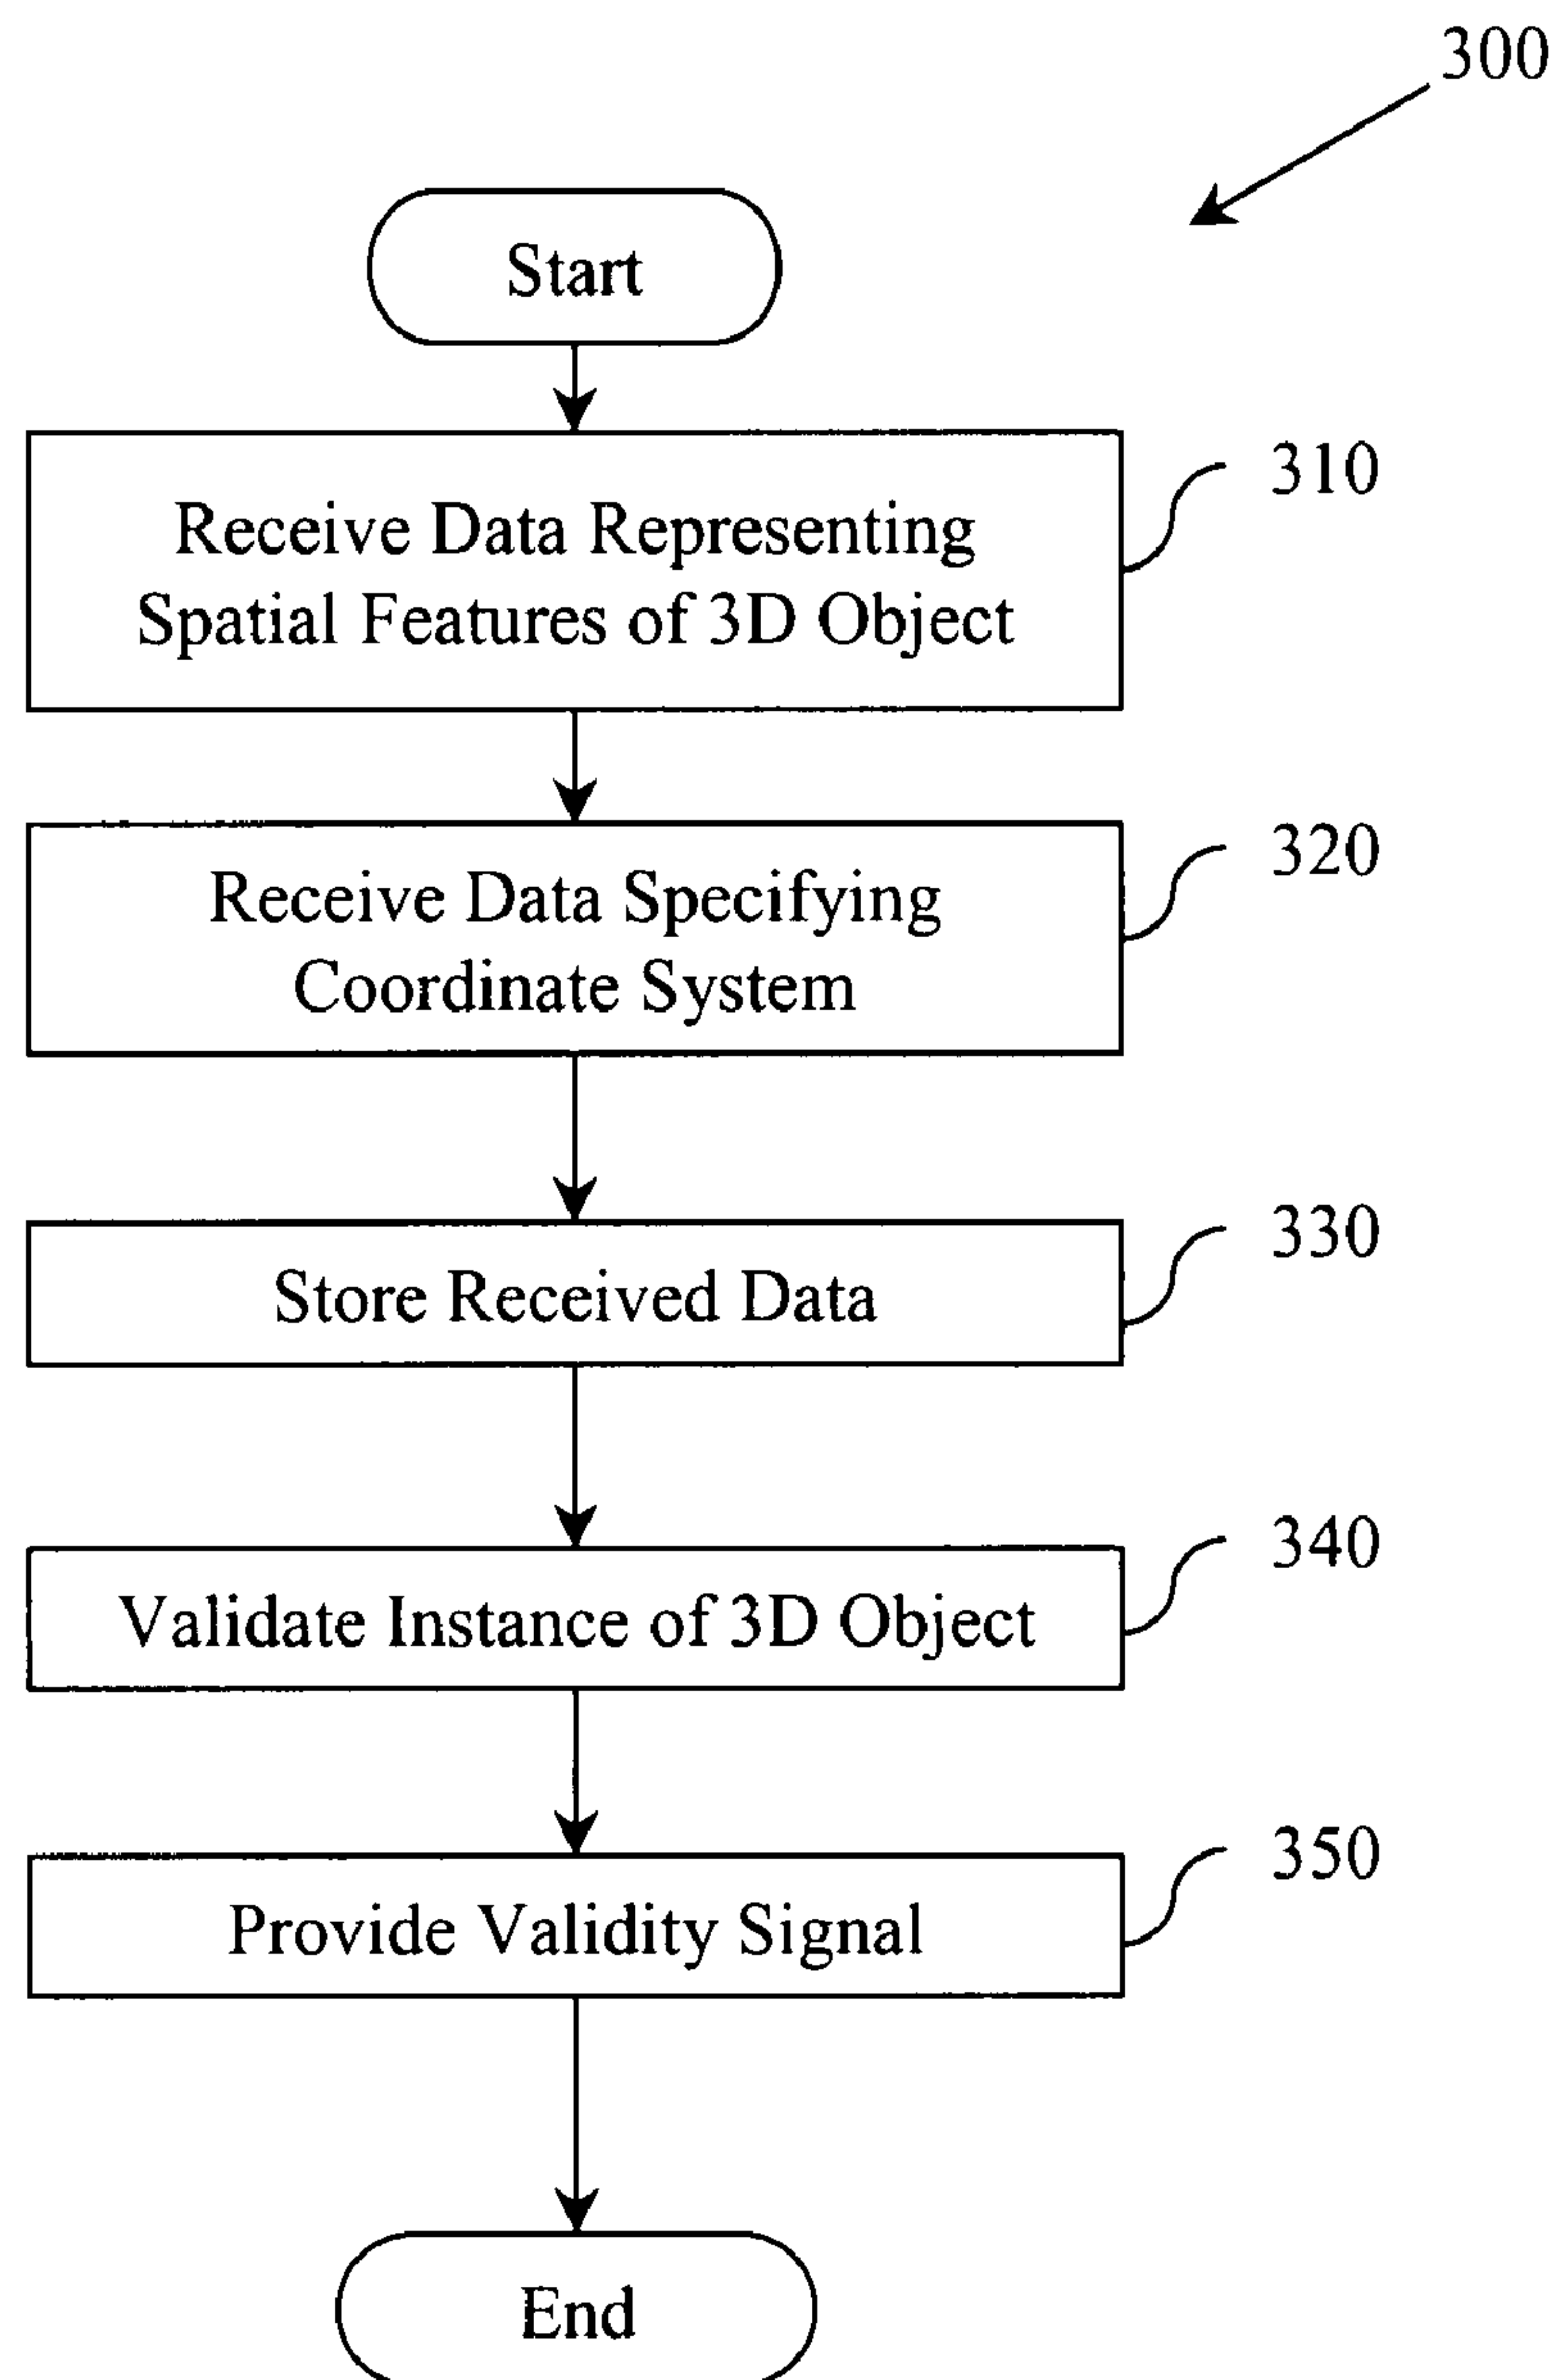 300
Start
Receive Data Representing
Spatial Features of 3D Object
310
Receive Data Specifying
Coordinate System
320
Store Received Data
330
Validate Instance of 3D Object
340
Provide Validity Signal
350
End